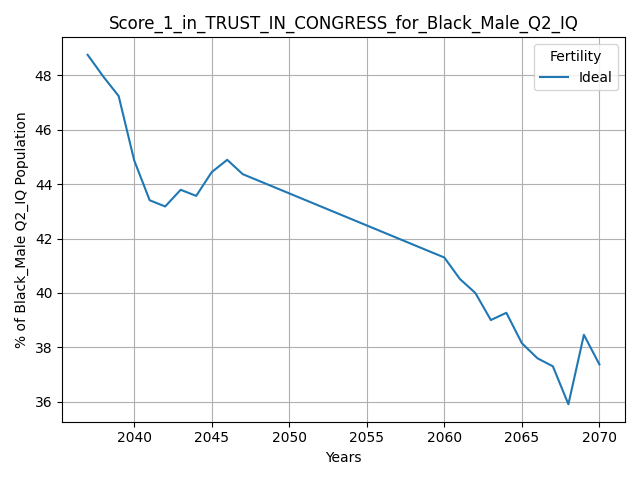 Score_1_in_TRUST_IN_CONGRESS_for_Black_Male_Q2_IQ
Fertility
Ideal
% of Black_Male Q2_IQ Population
48
46
44
42
40
38
36
2040
2045
2050
2055
2060
2065
2070
Years